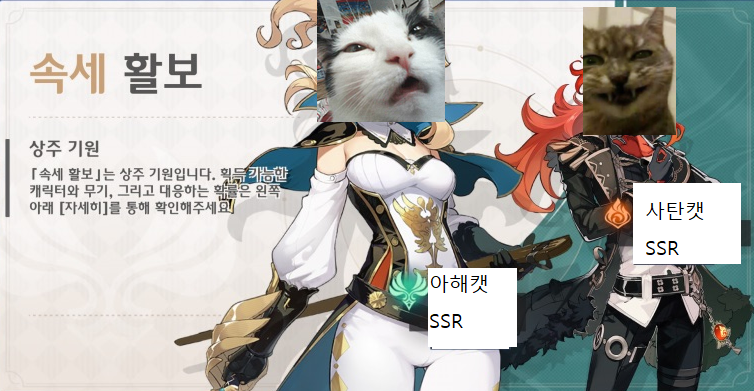 속세 활보
상주 기원
「속세 활보」는 상주 기원입니다. 획득 가능한
캐릭터와 무기, 그리고 대응하는 확률은 왼쪽
아래 [자세히]를 통해 확인해주세요.
사탄캣
SSR
아해캣
SSR